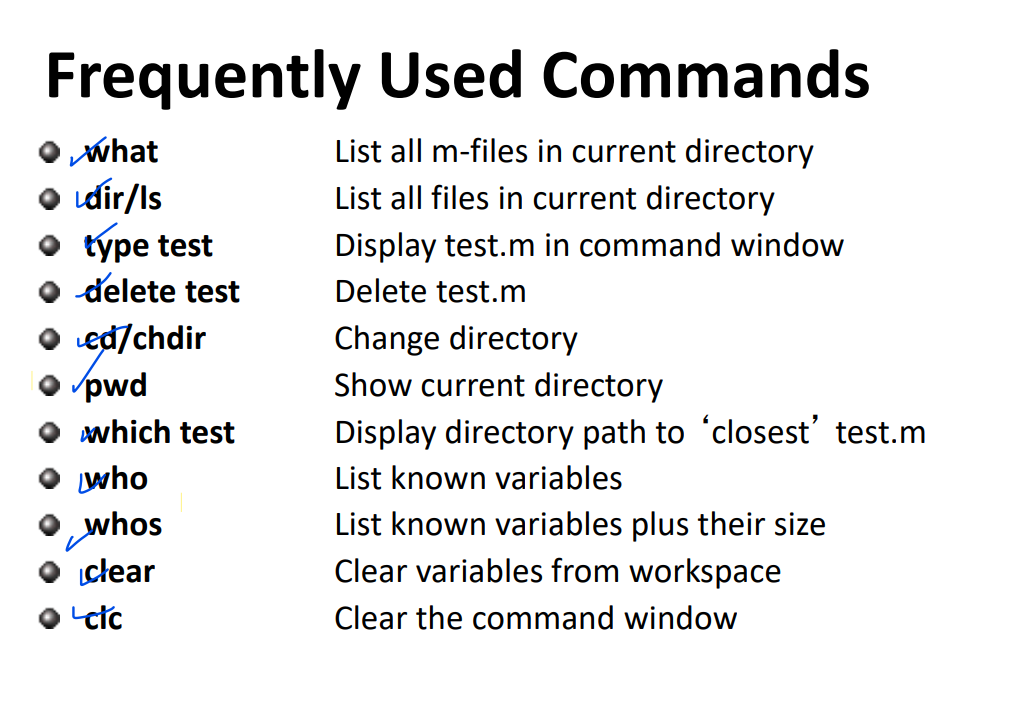 Frequently Used Commands
what List all m-files in current directory
dir/ls List all files in current directory
type test Display test.m in command window
delete test Delete test.m
cd/chdir Change directory
pwd Show current directory
which test Display directory path to ‘closest’ test.m
who List known variables
whos List known variables plus their size
clear Clear variables from workspace
clc Clear the command window